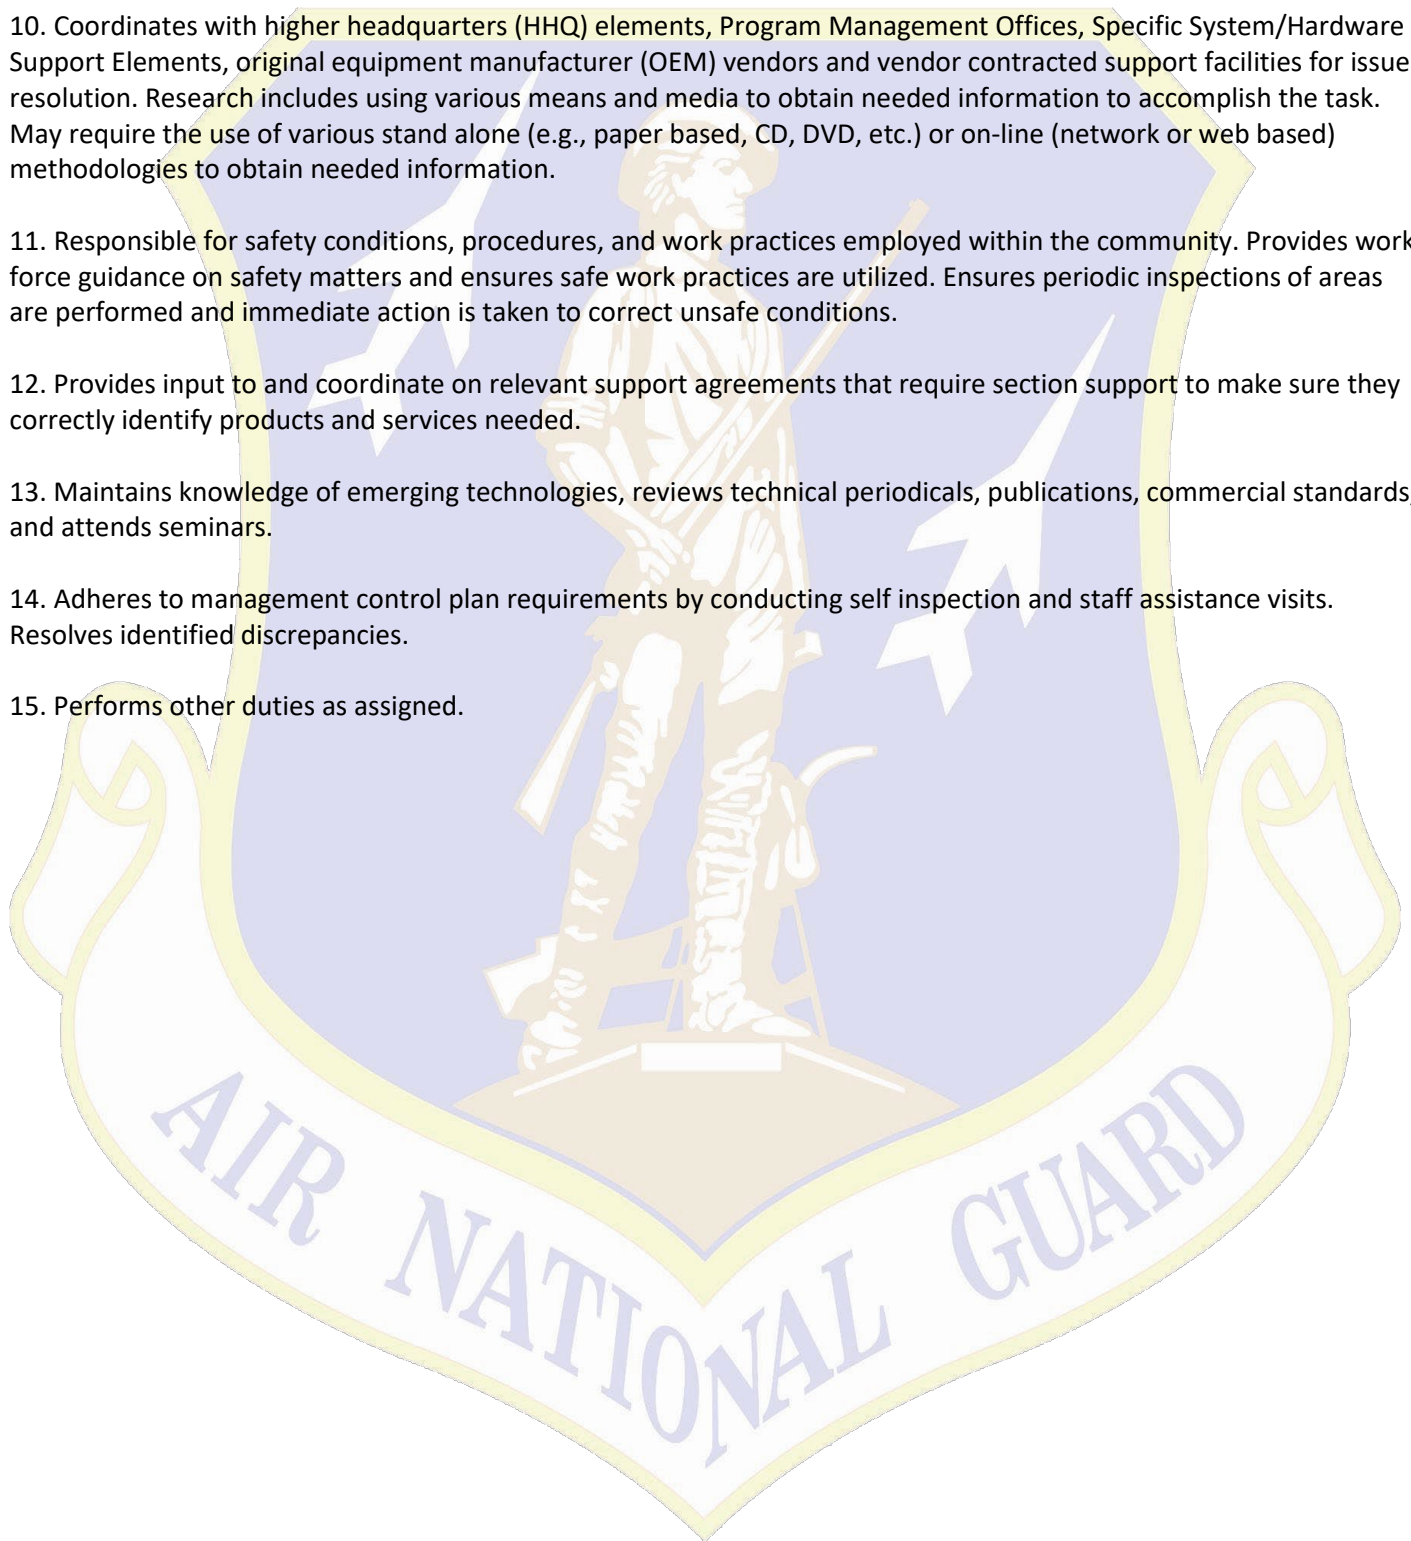 10. Coordinates with higher headquarters (HHQ) elements, Program Management Offices, Specific System/Hardware
Support Elements, original equipment manufacturer (OEM) vendors and vendor contracted support facilities for issue
resolution. Research includes using various means and media to obtain needed information to accomplish the task.
May require the use of various stand alone (e.g., paper based, CD, DVD, etc.) or on-line (network or web based)
methodologies to obtain needed information.
11. Responsible for safety conditions, procedures, and work practices employed within the community. Provides work
force guidance on safety matters and ensures safe work practices are utilized. Ensures periodic inspections of areas
are performed and immediate action is taken to correct unsafe conditions.
12. Provides input to and coordinate on relevant support agreements that require section support to make sure they
correctly identify products and services needed.
13. Maintains knowledge of emerging technologies, reviews technical periodicals, publications, commercial standards,
and attends seminars.
14. Adheres to management control plan requirements by conducting self inspection and staff assistance visits.
Resolves identified discrepancies.
15. Performs other duties as assigned.
AIR NATIONAL GUARD